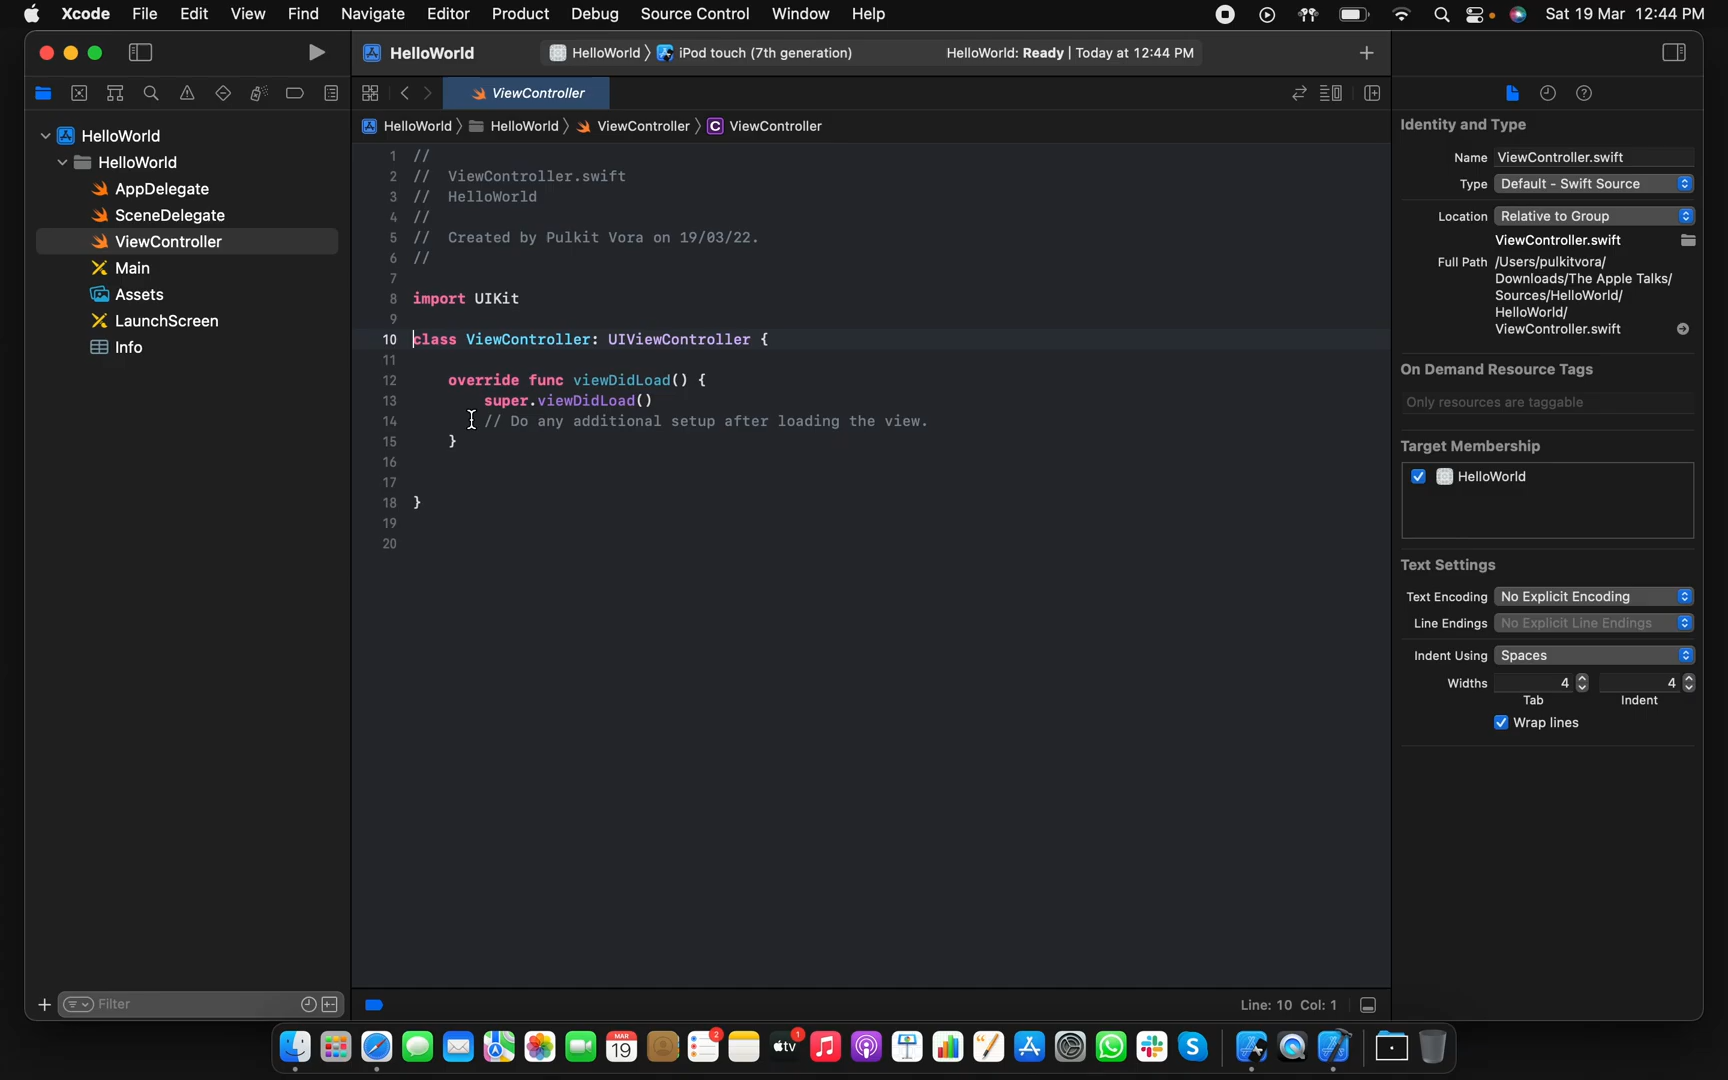 Xcode File Edit View Find Navigate Editor Product Debug Source Control Window Help Sat 19 Mar 12:44 PM
HelloWorld
HelloWorld 〉 iPod touch (7th generation)
HelloWorld: Ready | Today at 12:44 PM
ViewController
HelloWorld 〉 HelloWorld 〉 ViewController 〉 C ViewController
HelloWorld
HelloWorld
AppDelegate
SceneDelegate
ViewController
Main
Assets
LaunchScreen
Info
Filter
1 //
2 // ViewController.swift
3 // HelloWorld
4 //
5 // Created by Pulkit Vora on 19/03/22.
6 //
7
8 import UIKit
9
10 class ViewController: UIViewController {
11
12 override func viewDidLoad() {
13 super.viewDidLoad()
14 // Do any additional setup after loading the view.
15 }
16
17
18 }
19
20
Line: 10 Col: 1
Identity and Type
Name ViewController.swift
Type Default - Swift Source
Location Relative to Group
ViewController.swift
Full Path /Users/pulkitvora/
Downloads/The Apple Talks/
Sources/HelloWorld/
HelloWorld/
ViewController.swift
On Demand Resource Tags
Only resources are taggable
Target Membership
HelloWorld
Text Settings
Text Encoding No Explicit Encoding
Line Endings No Explicit Line Endings
Indent Using Spaces
Widths 4 4
Tab Indent
Wrap lines
MAR
19
2
tv
1